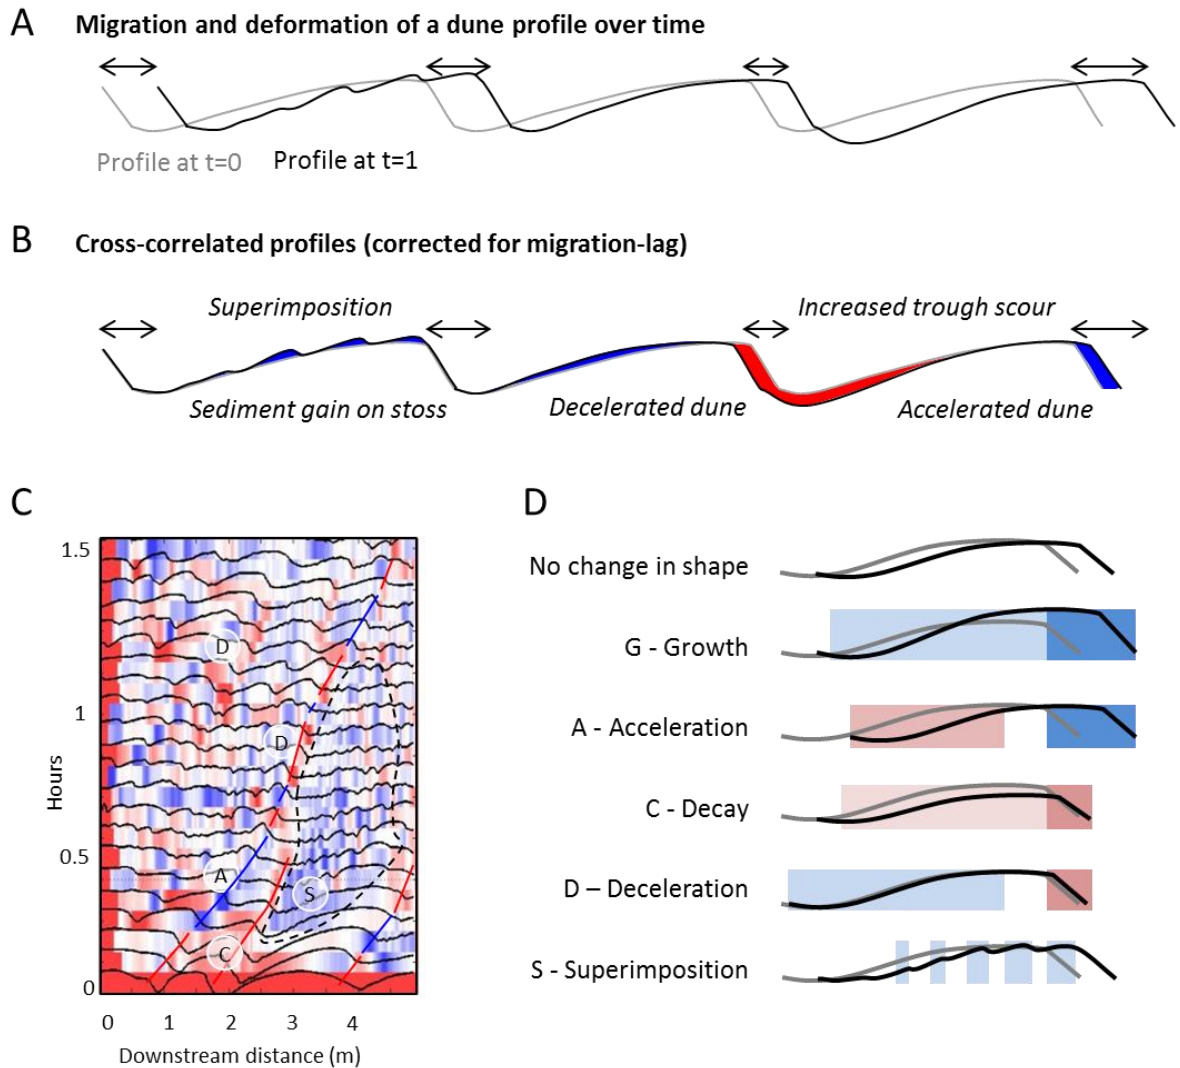 A
Migration and deformation of a dune profile over time
Profile at t=0
Profile at t=1
B
Cross-correlated profiles (corrected for migration-lag)
Superimposition
Increased trough scour
Sediment gain on stoss
Decelerated dune
Accelerated dune
C
1.5
1
0.5
0
Hours
D
D
A
S
C
0 1 2 3 4
Downstream distance (m)
D
No change in shape
G - Growth
A - Acceleration
C - Decay
D – Deceleration
S - Superimposition